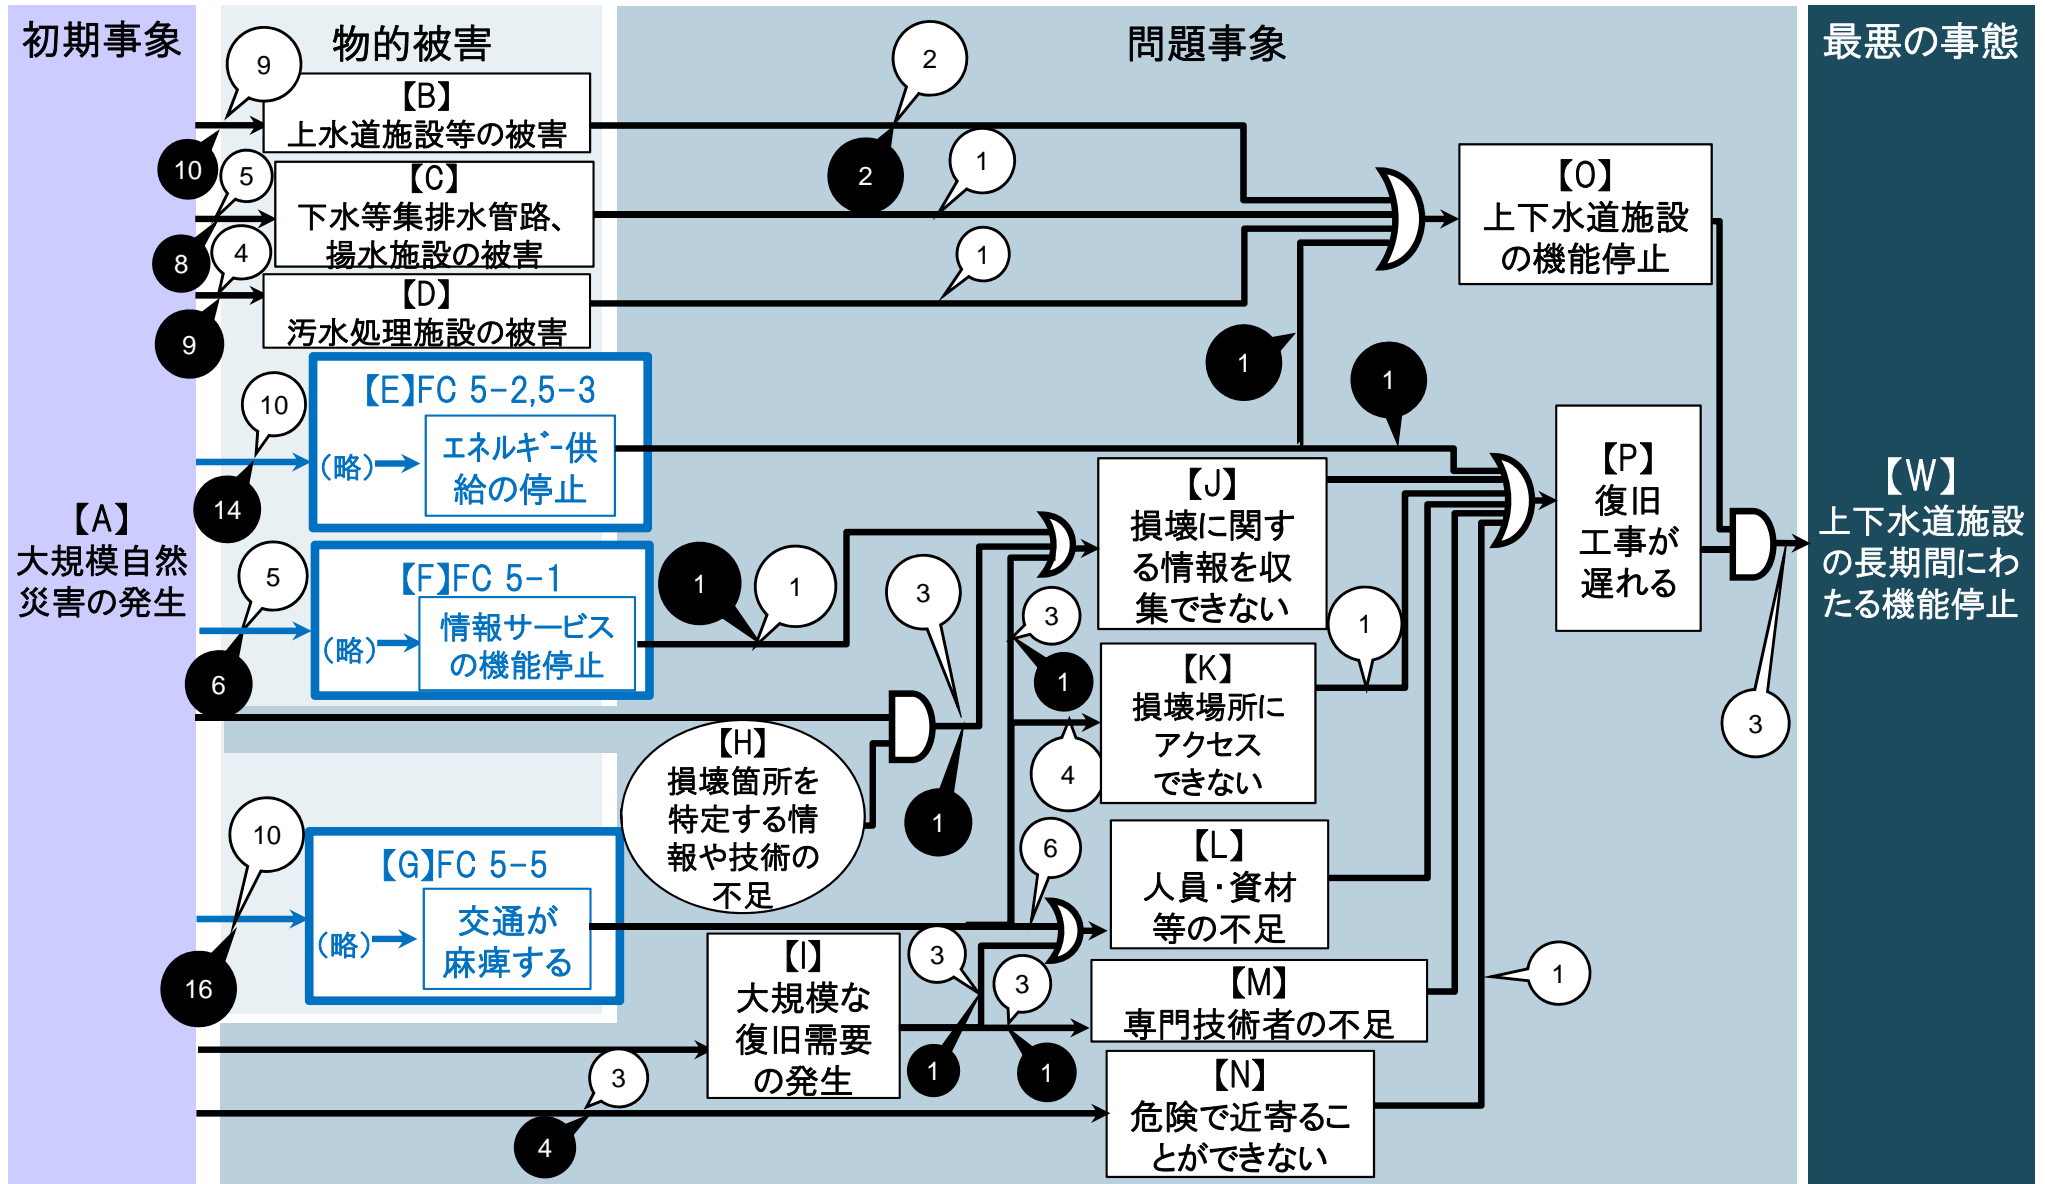 初期事象
物的被害
問題事象
最悪の事態
9
2
【B】
上水道施設等の被害
10
5
2
1
【C】
下水等集排水管路、
揚水施設の被害
【O】
上下水道施設
の機能停止
8
4
1
【D】
汚水処理施設の被害
9
1
1
10
【E】FC 5-2,5-3
(略)
エネルギー供
給の停止
14
【A】
大規模自然
災害の発生
5
【F】FC 5-1
(略)
情報サービス
の機能停止
6
1
1
3
3
1
【J】
損壊に関す
る情報を収
集できない
1
【P】
復旧
工事が
遅れる
【W】
上下水道施設
の長期間にわ
たる機能停止
3
【K】
損壊場所に
アクセス
できない
4
【H】
損壊箇所を
特定する情
報や技術の
不足
1
10
【G】FC 5-5
(略)
交通が
麻痺する
16
6
【L】
人員・資材
等の不足
【I】
大規模な
復旧需要
の発生
3
3
1
1
【M】
専門技術者の不足
1
3
4
【N】
危険で近寄るこ
とができない